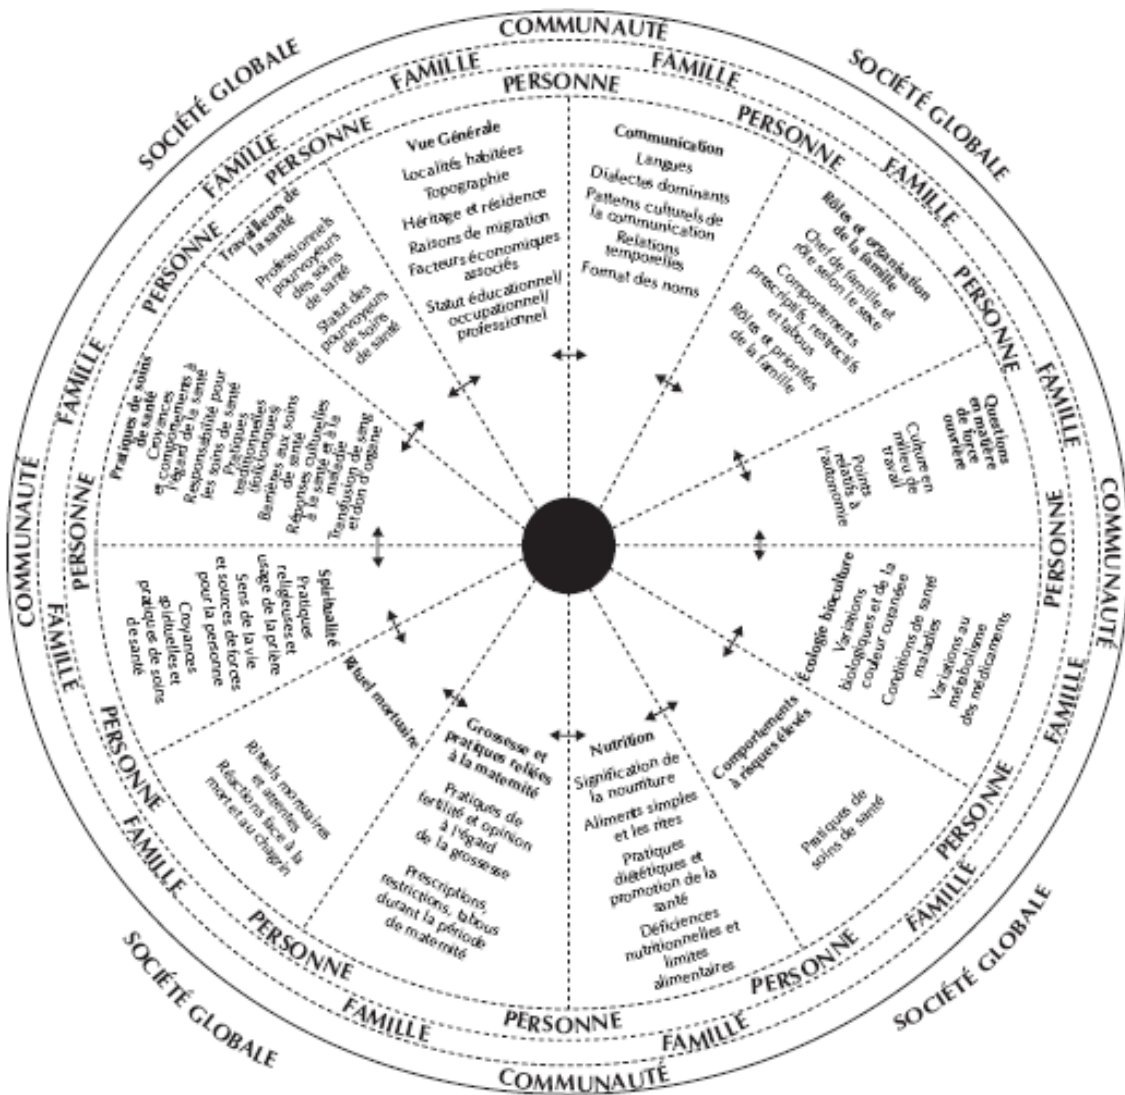 SOCIÉTÉ GLOBALE
SOCIÉTÉ GLOBALE
SOCIÉTÉ GLOBALE
SOCIÉTÉ GLOBALE
COMMUNAUTÉ
COMMUNAUTÉ
COMMUNAUTÉ
COMMUNAUTÉ
FAMILLE
FAMILLE
FAMILLE
FAMILLE
FAMILLE
FAMILLE
FAMILLE
FAMILLE
FAMILLE
FAMILLE
FAMILLE
FAMILLE
PERSONNE
PERSONNE
PERSONNE
PERSONNE
PERSONNE
PERSONNE
PERSONNE
PERSONNE
PERSONNE
PERSONNE
PERSONNE
PERSONNE
Vue Générale
Localités habitées
Topographie
Héritage et résidence
Raisons de migration
Facteurs économiques
associés
Statut éducationnel/
occupationnel/
professionnel
Communication
Langues
Dialectes dominants
Patterns culturels de
la communication
Relations
temporelles
Format des noms
Rôles et organisation
de la famille
Chef de famille et
rôle selon le sexe
Comportements
prescriptifs, restrictifs
et tabous
Rôles et priorités
de la famille
Questions
en matière
de force
ouvrière
Culture en
milieu de
travail
Points
relatifs à
l'autonomie
Écologie bioculture
Variations
biologiques et de la
couleur cutanée
Conditions de santé
maladies
Variations au
métabolisme
des médicaments
Comportements
à risques élevés
Pratiques de
soins de santé
Nutrition
Signification de
la nourriture
Aliments simples
et les rites
Pratiques
diététiques et
promotion de la
santé
Déficiences
nutritionnelles et
limites
alimentaires
Grossesse et
pratiques reliées
à la maternité
Pratiques de
fertilité et opinion
à l'égard
de la grossesse
Prescriptions,
restrictions, tabous
durant la période
de maternité
Rituel mortuaire
Rituels mortuaires
et attentes
Réactions face à la
mort et au chagrin
Spiritualité
Pratiques
religieuses et
usage de la prière
Sens de la vie
et sources de forces
pour la personne
Croyances
spirituelles et
pratiques de soins
de santé
Pratiques de soins
de santé
Croyances
et comportements à
l'égard de la santé
Responsabilité pour
les soins de santé
Pratiques
traditionnelles
(folkloriques)
Barrières aux soins
de santé
Réponses culturelles
à la santé et à la
maladie
Transfusion de sang
et don d'organe
Travailleurs de
la santé
Professionnels
pourvoyeurs
des soins
de santé
Statut des
pourvoyeurs
de soins
de santé